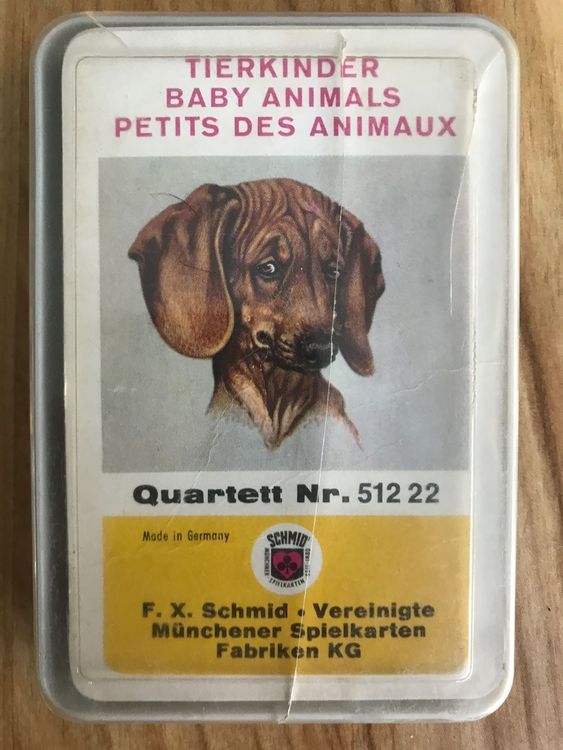 TIERKINDER
BABY ANIMALS
PETITS DES ANIMAUX
Quartett Nr. 512 22
Made in Germany
SCHMID
MÜNCHENER
SPIELKARTEN
F. X. Schmid • Vereinigte
Münchener Spielkarten
Fabriken KG